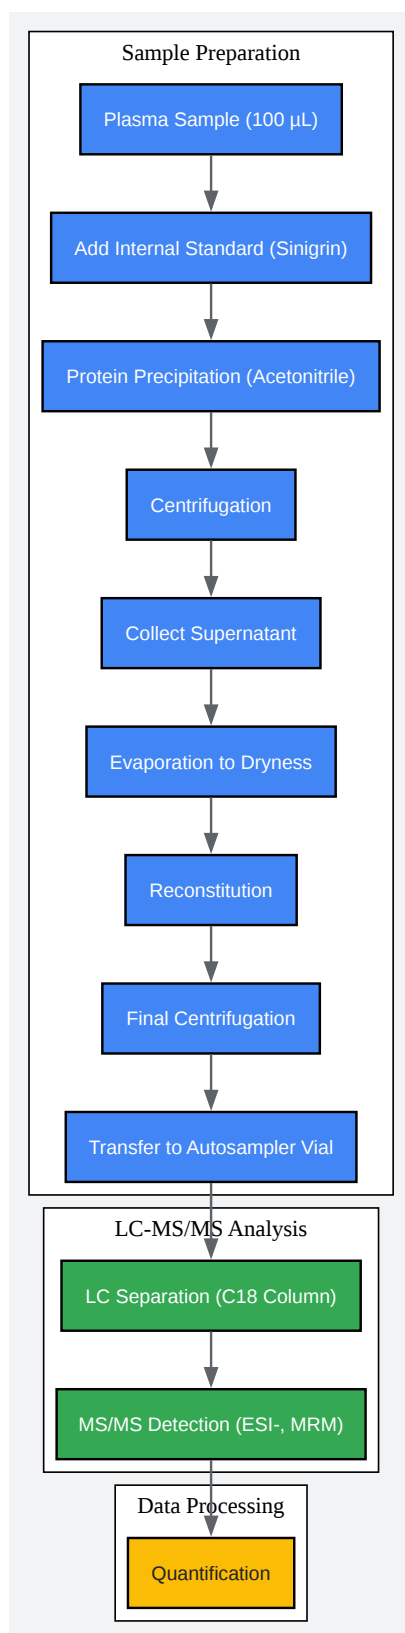 Sample Preparation
Plasma Sample (100 µL)
Add Internal Standard (Sinigrin)
Protein Precipitation (Acetonitrile)
Centrifugation
Collect Supernatant
Evaporation to Dryness
Reconstitution
Final Centrifugation
Transfer to Autosampler Vial
LC-MS/MS Analysis
LC Separation (C18 Column)
MS/MS Detection (ESI-, MRM)
Data Processing
Quantification